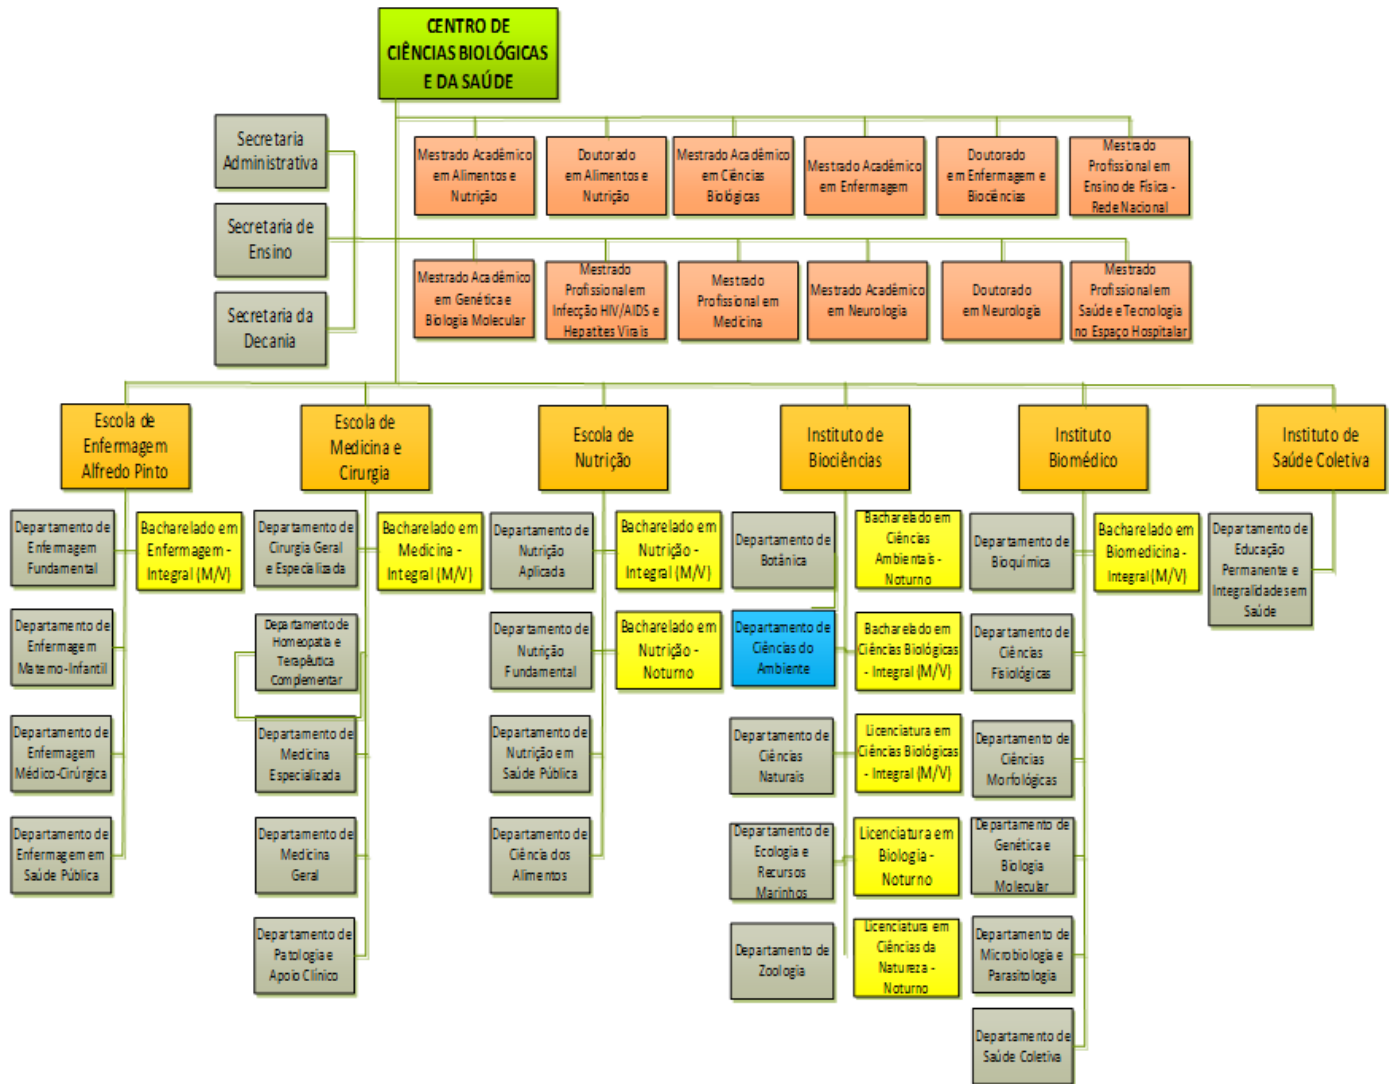 CENTRO DE
CIÊNCIAS BIOLÓGICAS
E DA SAÚDE
Secretaria
Administrativa
Secretaria de
Ensino
Secretaria da
Decania
Mestrado Acadêmico
em Alimentos e
Nutrição
Doutorado
em Alimentos e
Nutrição
Mestrado Acadêmico
em Ciências
Biológicas
Mestrado Acadêmico
em Enfermagem
Doutorado
em Enfermagem e
Biociências
Mestrado
Profissional em
Ensino de Física -
Rede Nacional
Mestrado Acadêmico
em Genética e
Biologia Molecular
Mestrado
Profissional em
Infecção HIV/AIDS e
Hepatites Virais
Mestrado
Profissional em
Medicina
Mestrado Acadêmico
em Neurologia
Doutorado
em Neurologia
Mestrado
Profissional em
Saúde e Tecnologia
no Espaço Hospitalar
Escola de
Enfermagem
Alfredo Pinto
Departamento de
Enfermagem
Fundamental
Bacharelado em
Enfermagem -
Integral (M/V)
Departamento de
Enfermagem
Materno-Infantil
Departamento de
Enfermagem
Médico-Cirúrgica
Departamento de
Enfermagem em
Saúde Pública
Escola de
Medicina e
Cirurgia
Departamento de
Cirurgia Geral
e Especializada
Bacharelado em
Medicina -
Integral (M/V)
Departamento de
Homeopatia e
Terapêutica
Complementar
Departamento de
Medicina
Especializada
Departamento de
Medicina
Geral
Departamento de
Patologia e
Apoio Clínico
Escola de
Nutrição
Departamento de
Nutrição
Aplicada
Bacharelado em
Nutrição -
Integral (M/V)
Departamento de
Nutrição
Fundamental
Bacharelado em
Nutrição -
Noturno
Departamento de
Nutrição em
Saúde Pública
Departamento de
Ciência dos
Alimentos
Instituto de
Biociências
Departamento de
Botânica
Bacharelado em
Ciências
Ambientais -
Noturno
Departamento de
Ciências do
Ambiente
Bacharelado em
Ciências Biológicas
- Integral (M/V)
Departamento de
Ciências
Naturais
Licenciatura em
Ciências Biológicas
- Integral (M/V)
Departamento de
Ecologia e
Recursos
Marinhos
Licenciatura em
Biologia -
Noturno
Departamento de
Zoologia
Licenciatura em
Ciências da
Natureza -
Noturno
Instituto
Biomédico
Departamento de
Bioquímica
Bacharelado em
Biomedicina -
Integral (M/V)
Departamento de
Ciências
Fisiológicas
Departamento de
Ciências
Morfológicas
Departamento de
Genética e
Biologia
Molecular
Departamento de
Microbiologia e
Parasitologia
Departamento de
Saúde Coletiva
Instituto de
Saúde Coletiva
Departamento de
Educação
Permanente e
Integralidades em
Saúde